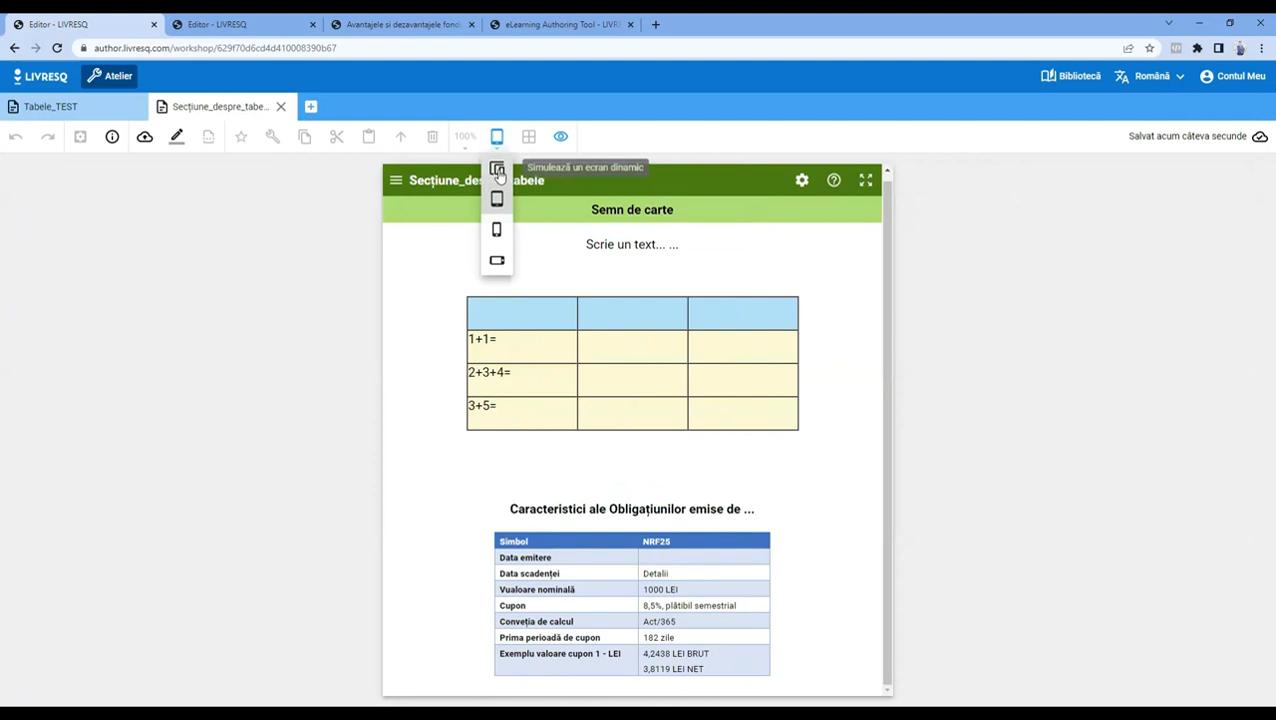 Editor - LIVRESQ
Editor - LIVRESQ
Avantajele si dezavantajele fond
eLearning Authoring Tool - LIVR
author.livresq.com/workshop/629f70d6cd4d410008390b67
LIVRESQ
Atelier
Bibliotecă
Română
Contul Meu
Tabele_TEST
Secțiune_despre_tabe...
100%
Salvat acum câteva secunde
Simulează un ecran dinamic
Secțiune_des
tabele
Semn de carte
Scrie un text... ...
1+1=
2+3+4=
3+5=
Caracteristici ale Obligațiunilor emise de ...
Simbol NRF25
Data emitere
Data scadenței Detalii
Vualoare nominală 1000 LEI
Cupon 8,5%, plătibil semestrial
Conveția de calcul Act/365
Prima perioadă de cupon 182 zile
Exemplu valoare cupon 1 - LEI 4,2438 LEI BRUT
3,8119 LEI NET